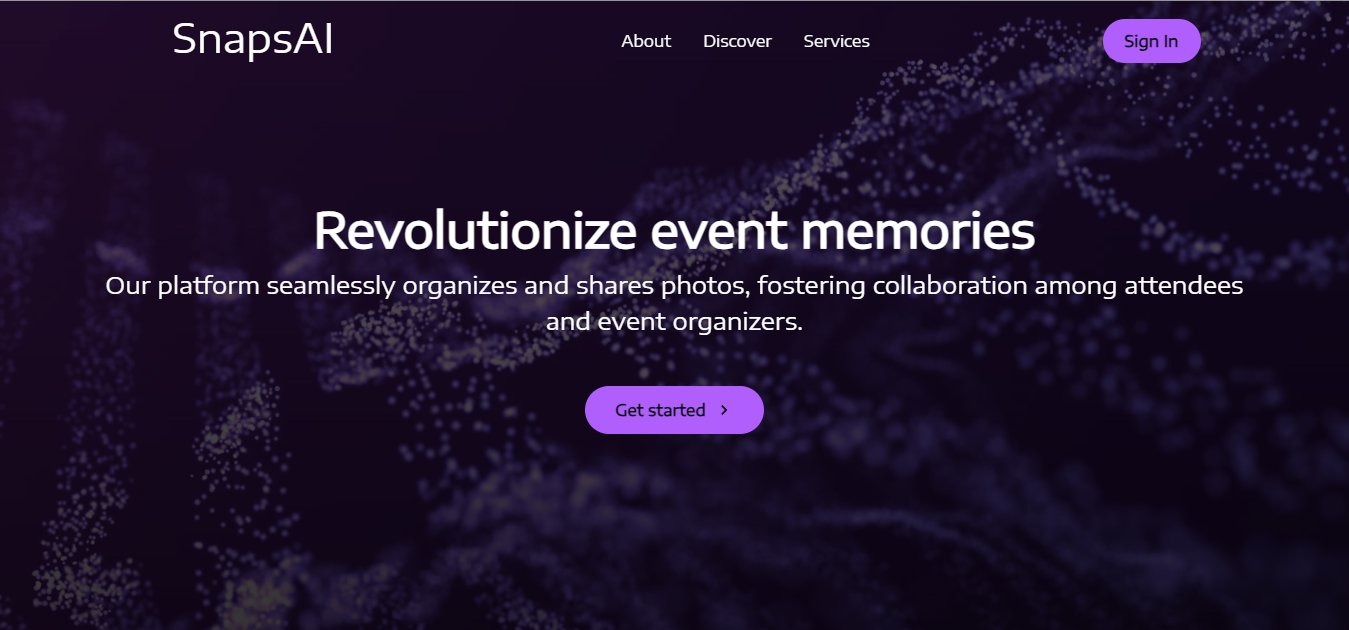 SnapsAI
About
Discover
Services
Sign In
Revolutionize event memories
Our platform seamlessly organizes and shares photos, fostering collaboration among attendees
and event organizers.
Get started